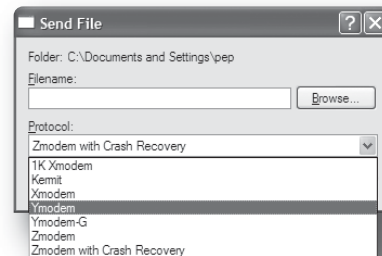 Send File
Folder: C:\Documents and Settings\pep
Filename:
Browse...
Protocol:
Zmodem with Crash Recovery
1K Xmodem
Kermit
Xmodem
Ymodem
Ymodem-G
Zmodem
Zmodem with Crash Recovery